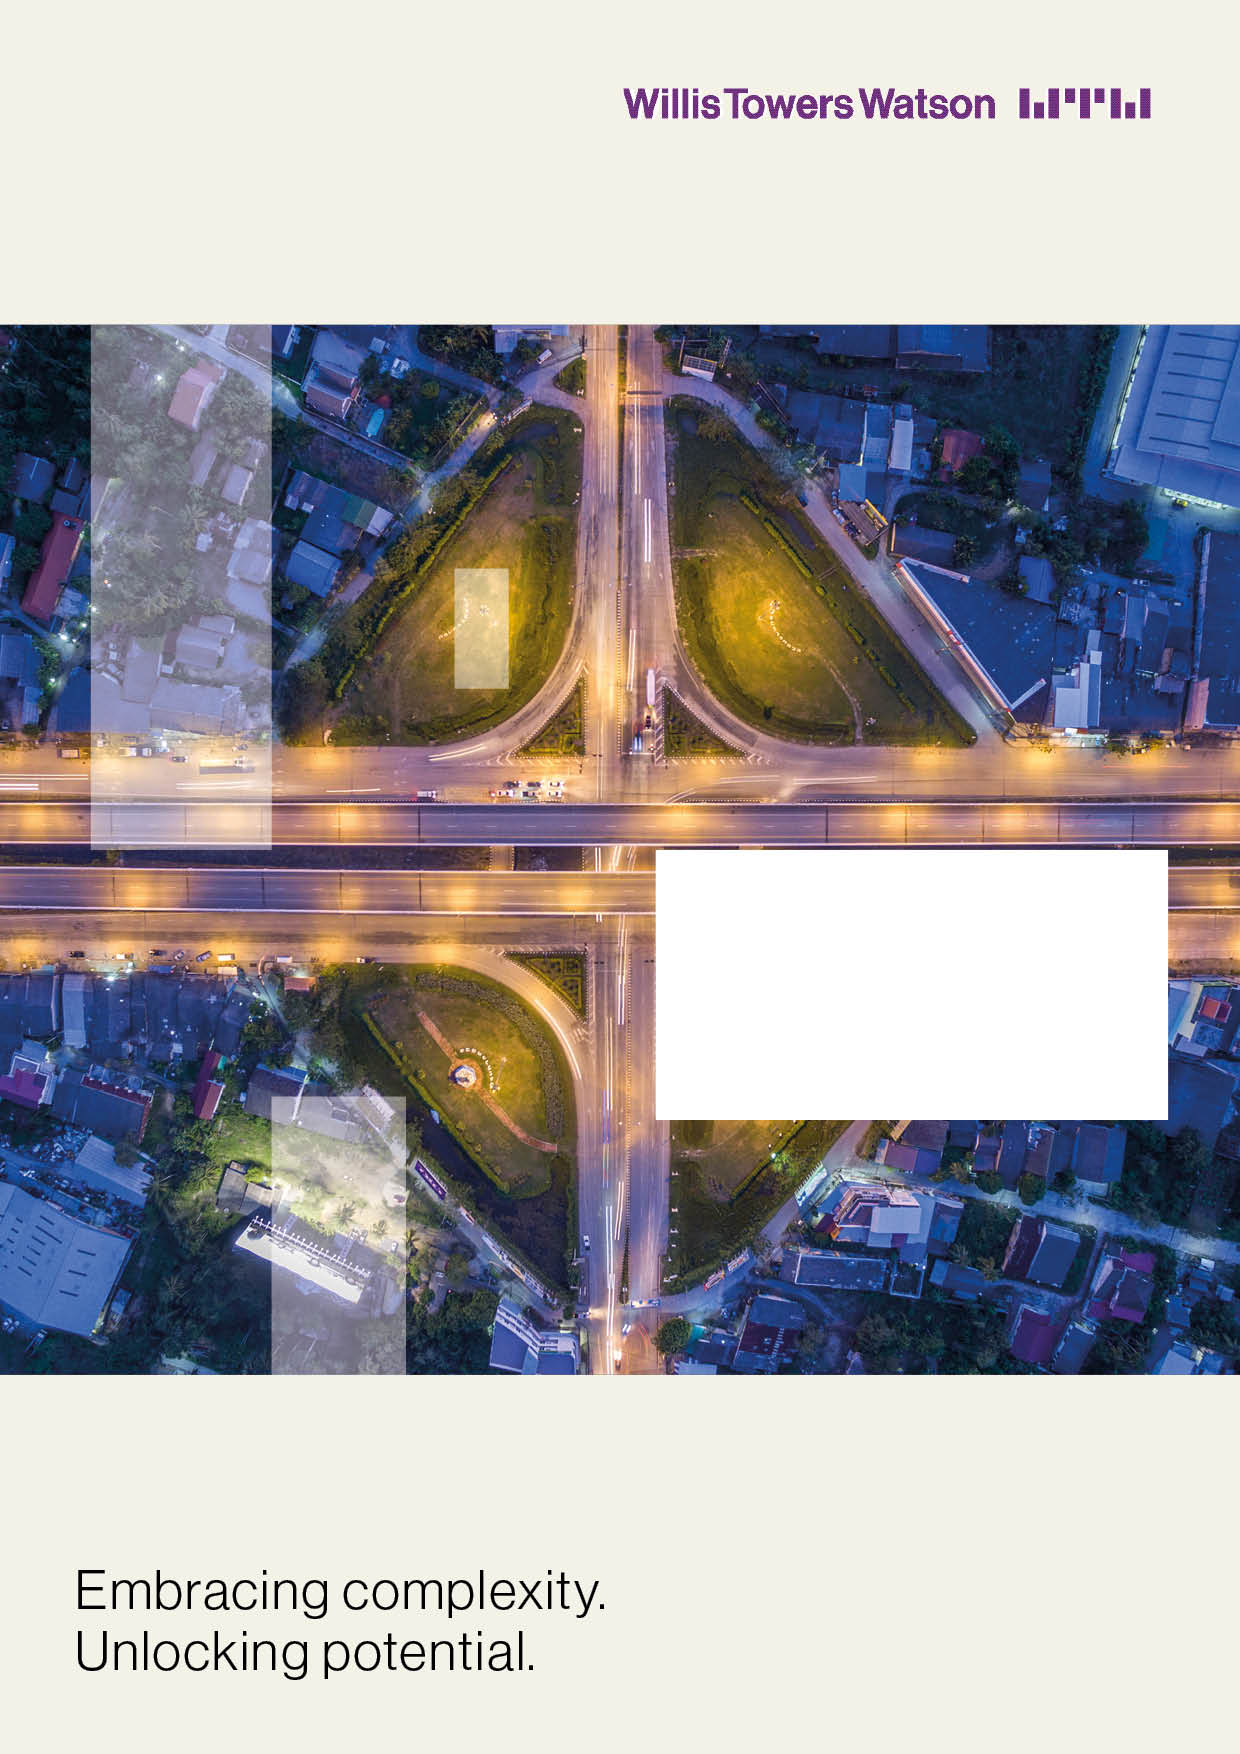 Willis Towers Watson
Embracing complexity.
Unlocking potential.